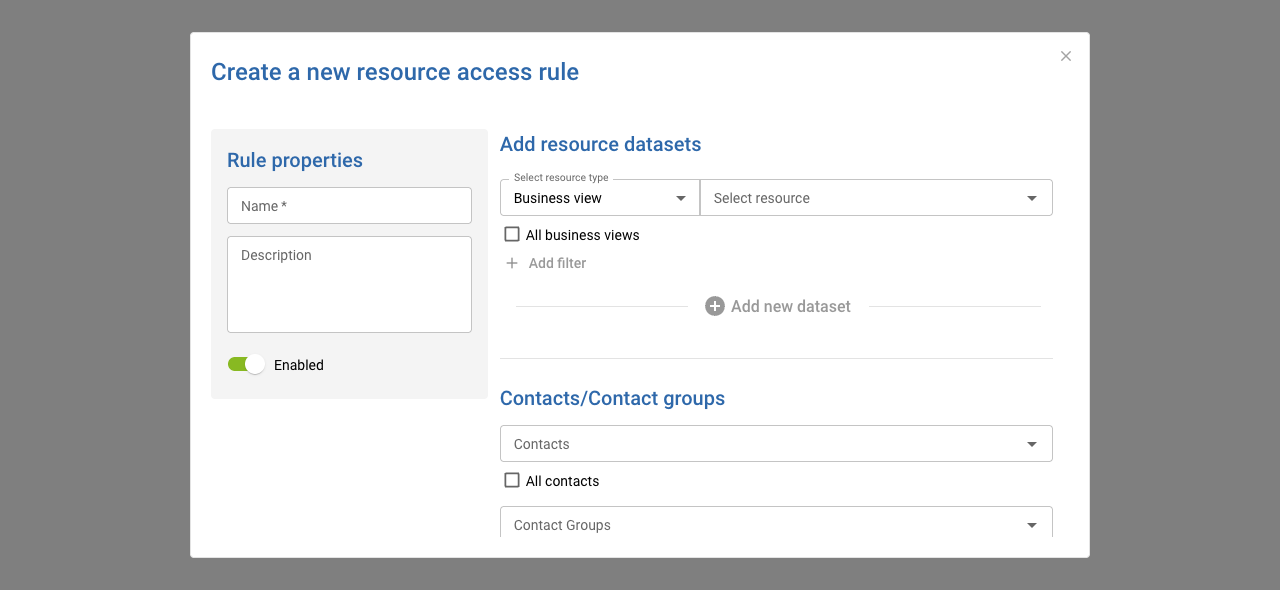 Create a new resource access rule
Rule properties
Name *
Description
Enabled
Add resource datasets
Select resource type
Business view
Select resource
All business views
Add filter
Add new dataset
Contacts/Contact groups
Contacts
All contacts
Contact Groups